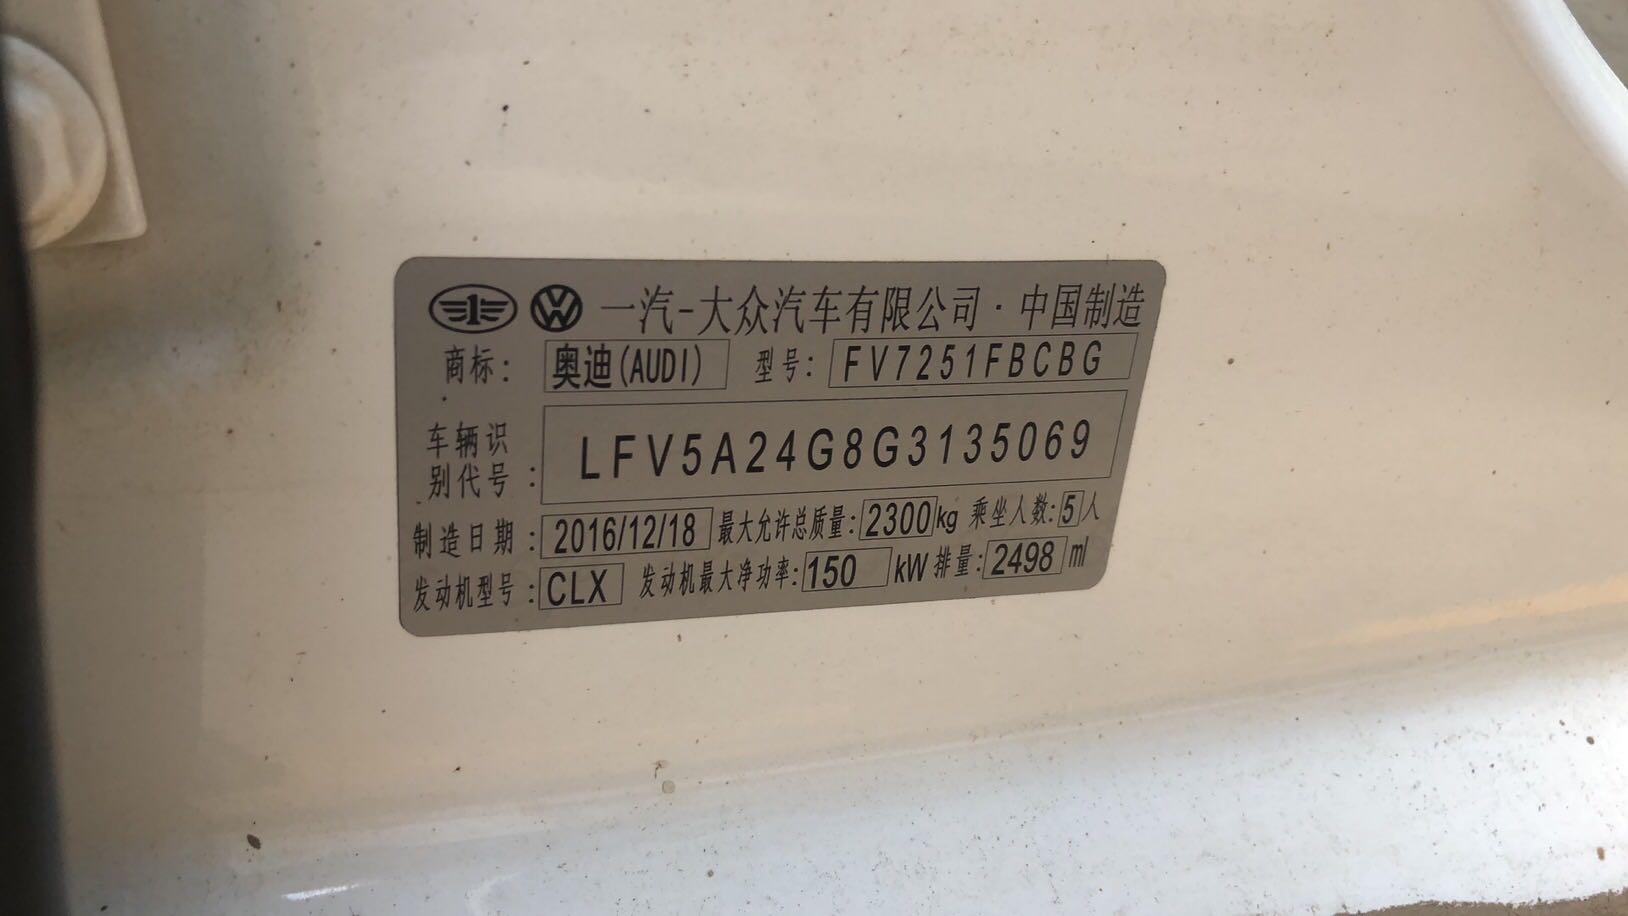 一汽-大众汽车有限公司·中国制造
商标: 奥迪(AUDI) 型号: FV7251FBCBG
车辆识
别代号: LFV5A24G8G3135069
制造日期: 2016/12/18 最大允许总质量: 2300kg 乘坐人数: 5人
发动机型号: CLX 发动机最大净功率: 150 kW 排量: 2498 ml